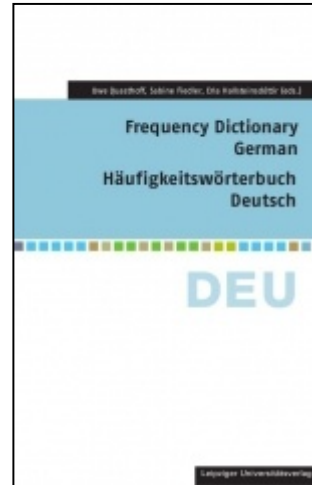 Uwe Quasthoff, Sabine Fiedler, Erla Hallsteinsdóttir (eds.)
Frequency Dictionary
German
Häufigkeitswörterbuch
Deutsch
DEU
Leipziger Universitätsverlag